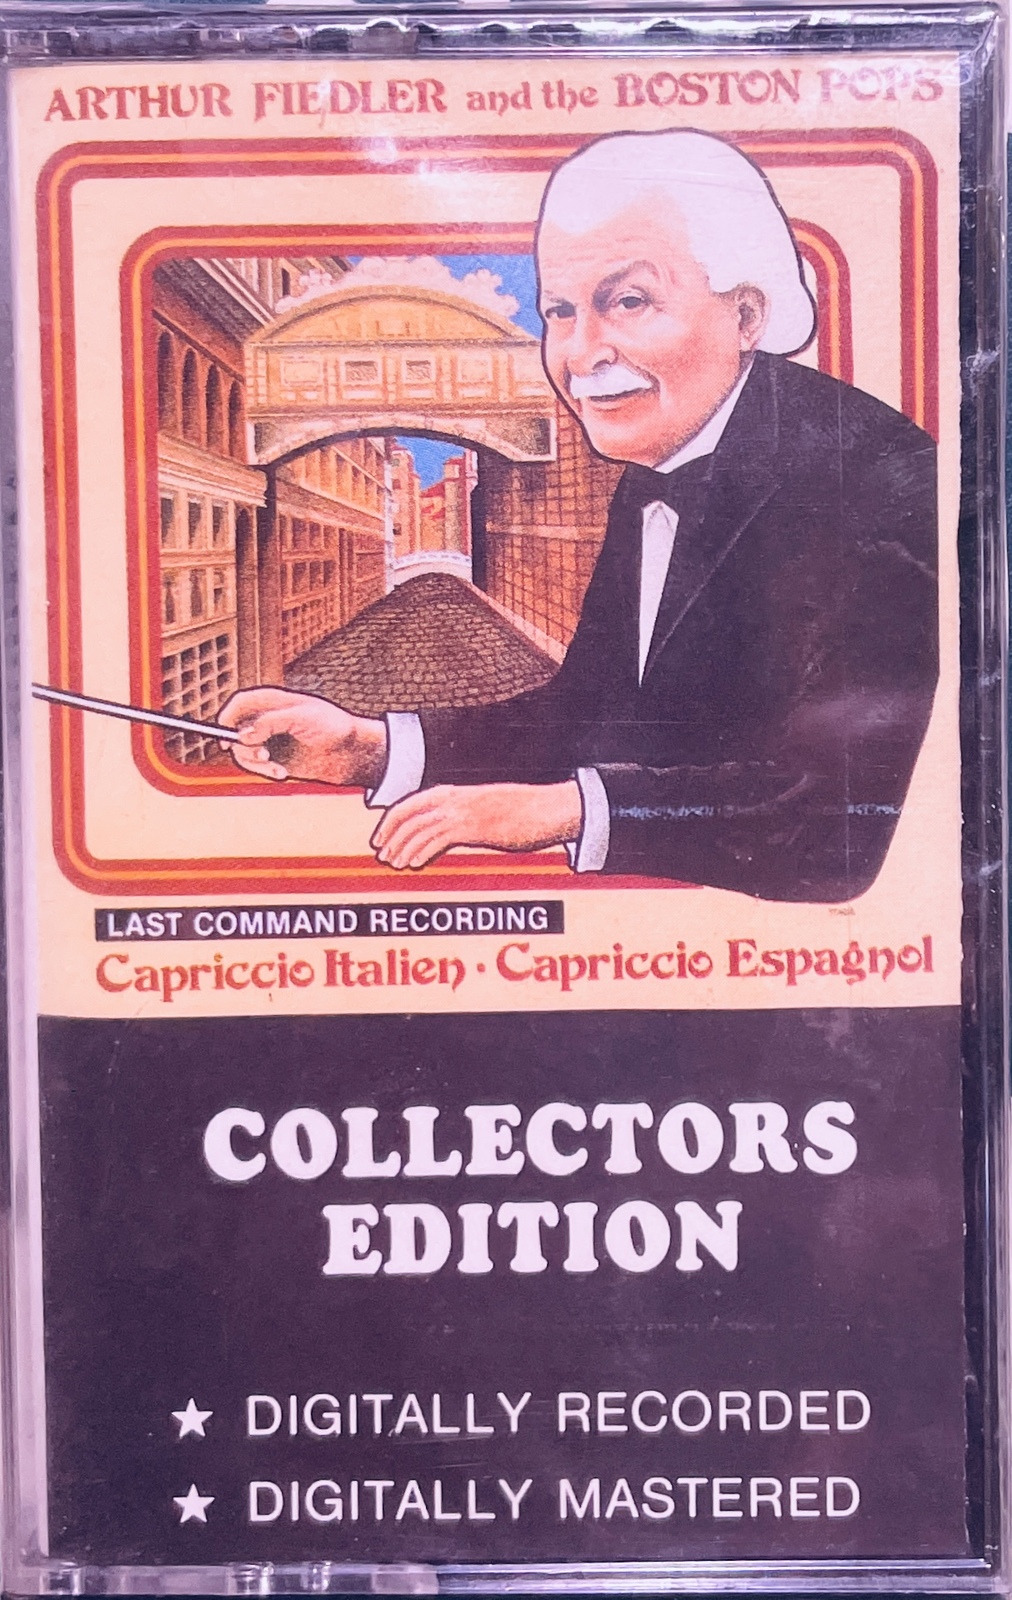 ARTHUR FIEDLER and the BOSTON POPS
LAST COMMAND RECORDING
Capriccio Italien · Capriccio Espagnol
COLLECTORS
EDITION
★ DIGITALLY RECORDED
★ DIGITALLY MASTERED